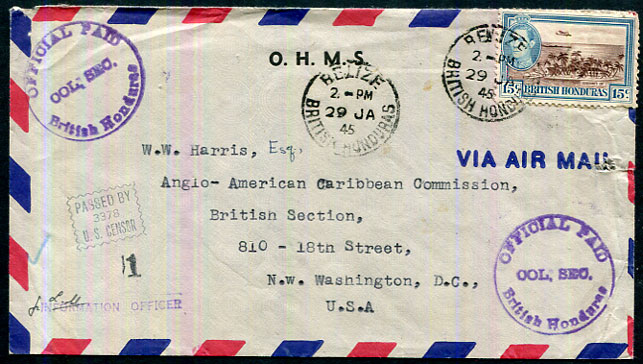 OFFICIAL PAID
COL. SEC.
British Honduras
O.H.M.S.
BELIZE
2 - PM
29 JA
45
BRITISH HONDURAS
BELIZE
2 - PM
29 JA
45
BRITISH HONDURAS
15c BRITISH HONDURAS 15c
W.W. Harris, Esq.
VIA AIR MAIL
Anglo-American Caribbean Commission,
British Section,
810 - 18th Street,
N.W. Washington, D.C.,
U.S.A
PASSED BY
3378
U.S. CENSOR
1
INFORMATION OFFICER
OFFICIAL PAID
COL. SEC.
British Honduras